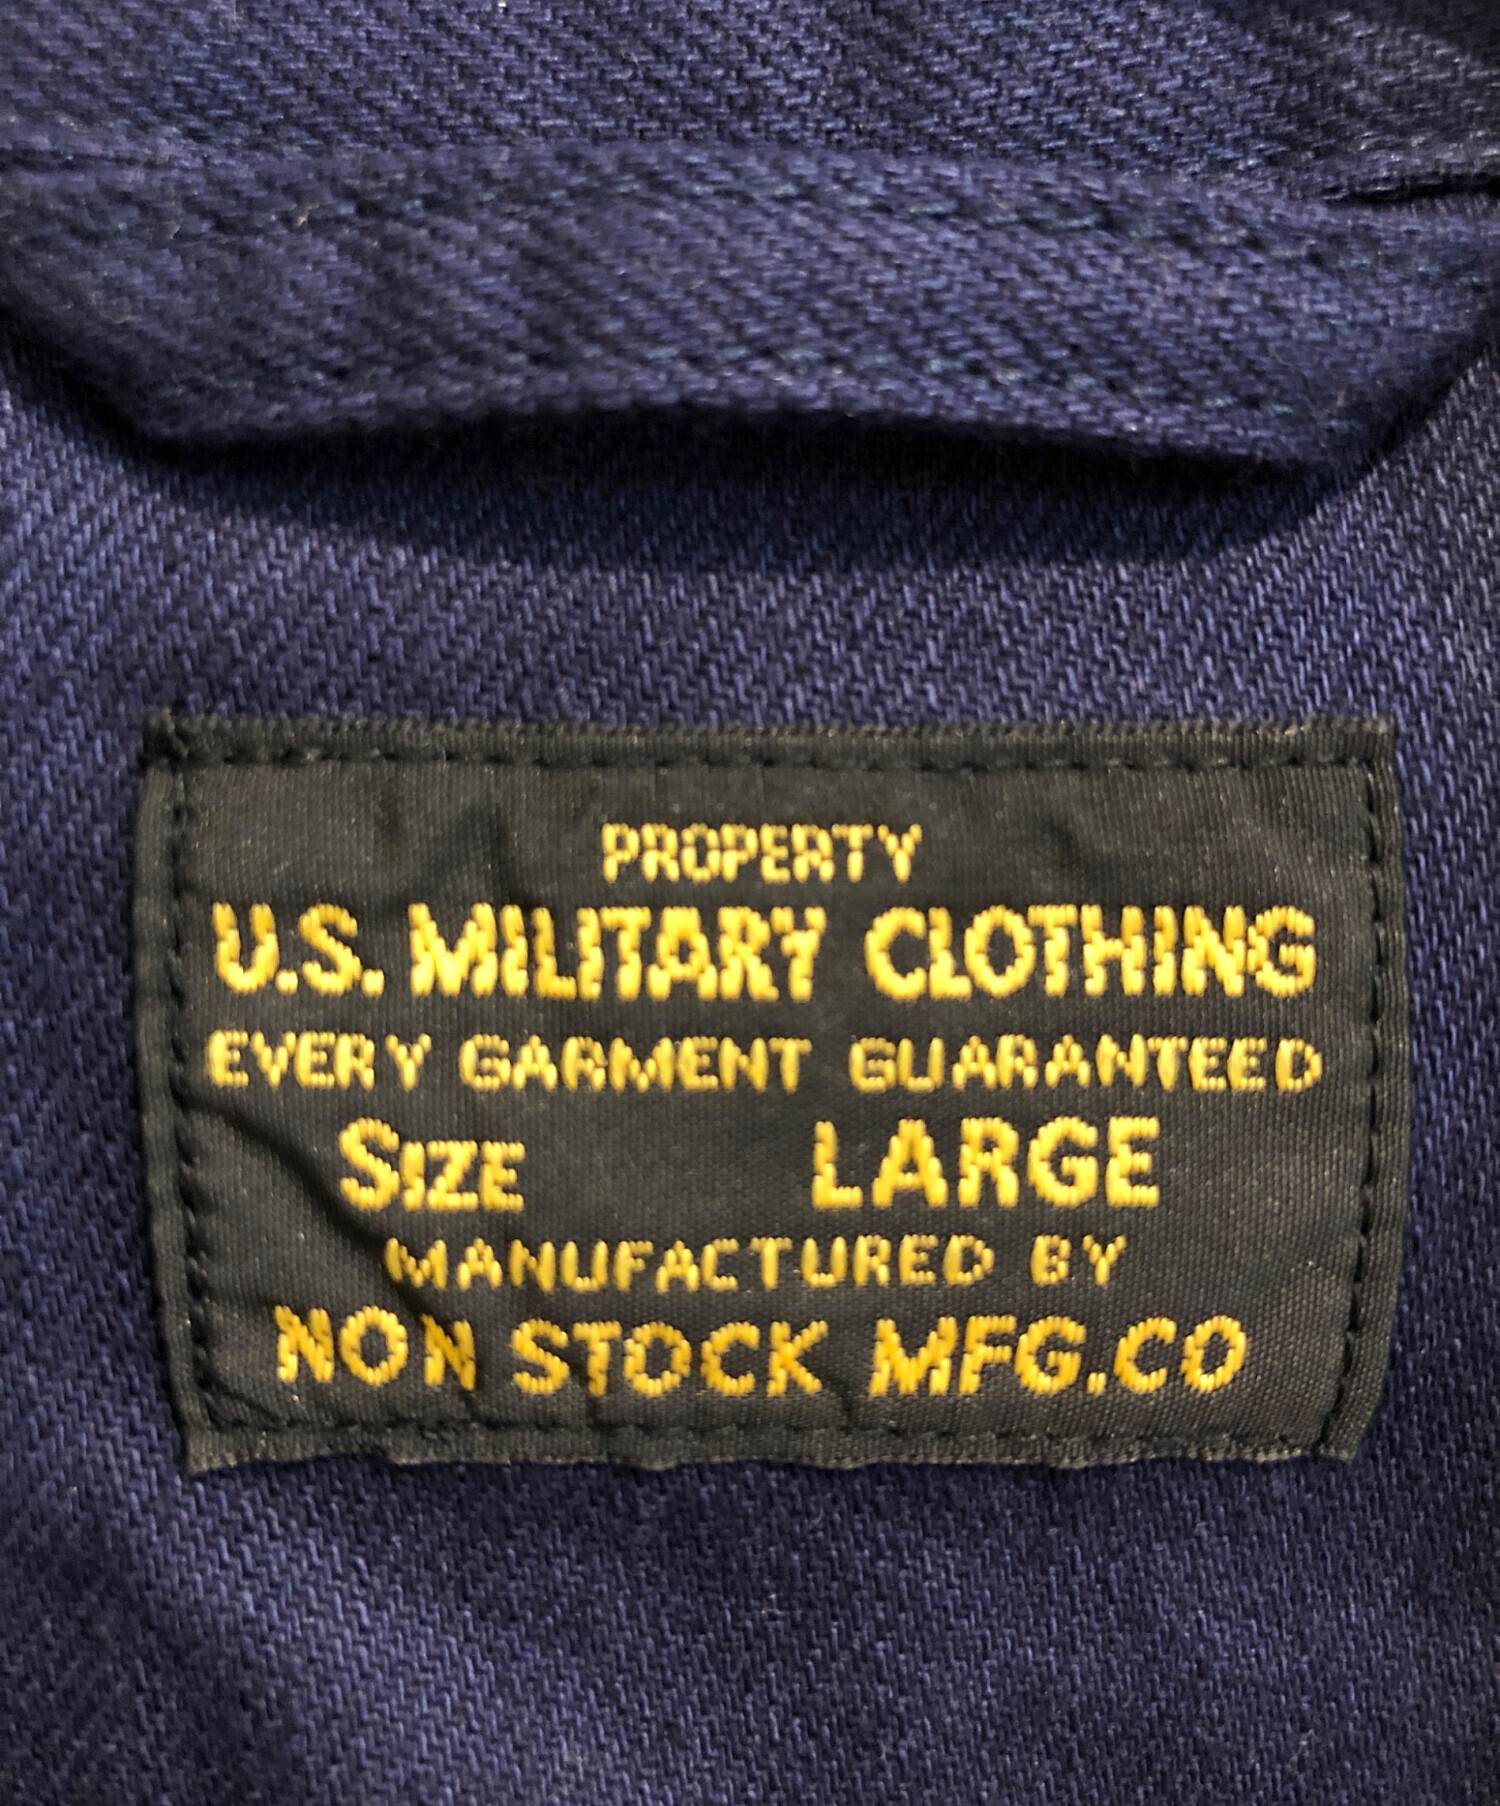 PROPERTY
U.S. MILITARY CLOTHING
EVERY GARMENT GUARANTEED
SIZE LARGE
MANUFACTURED BY
NON STOCK MFG.CO